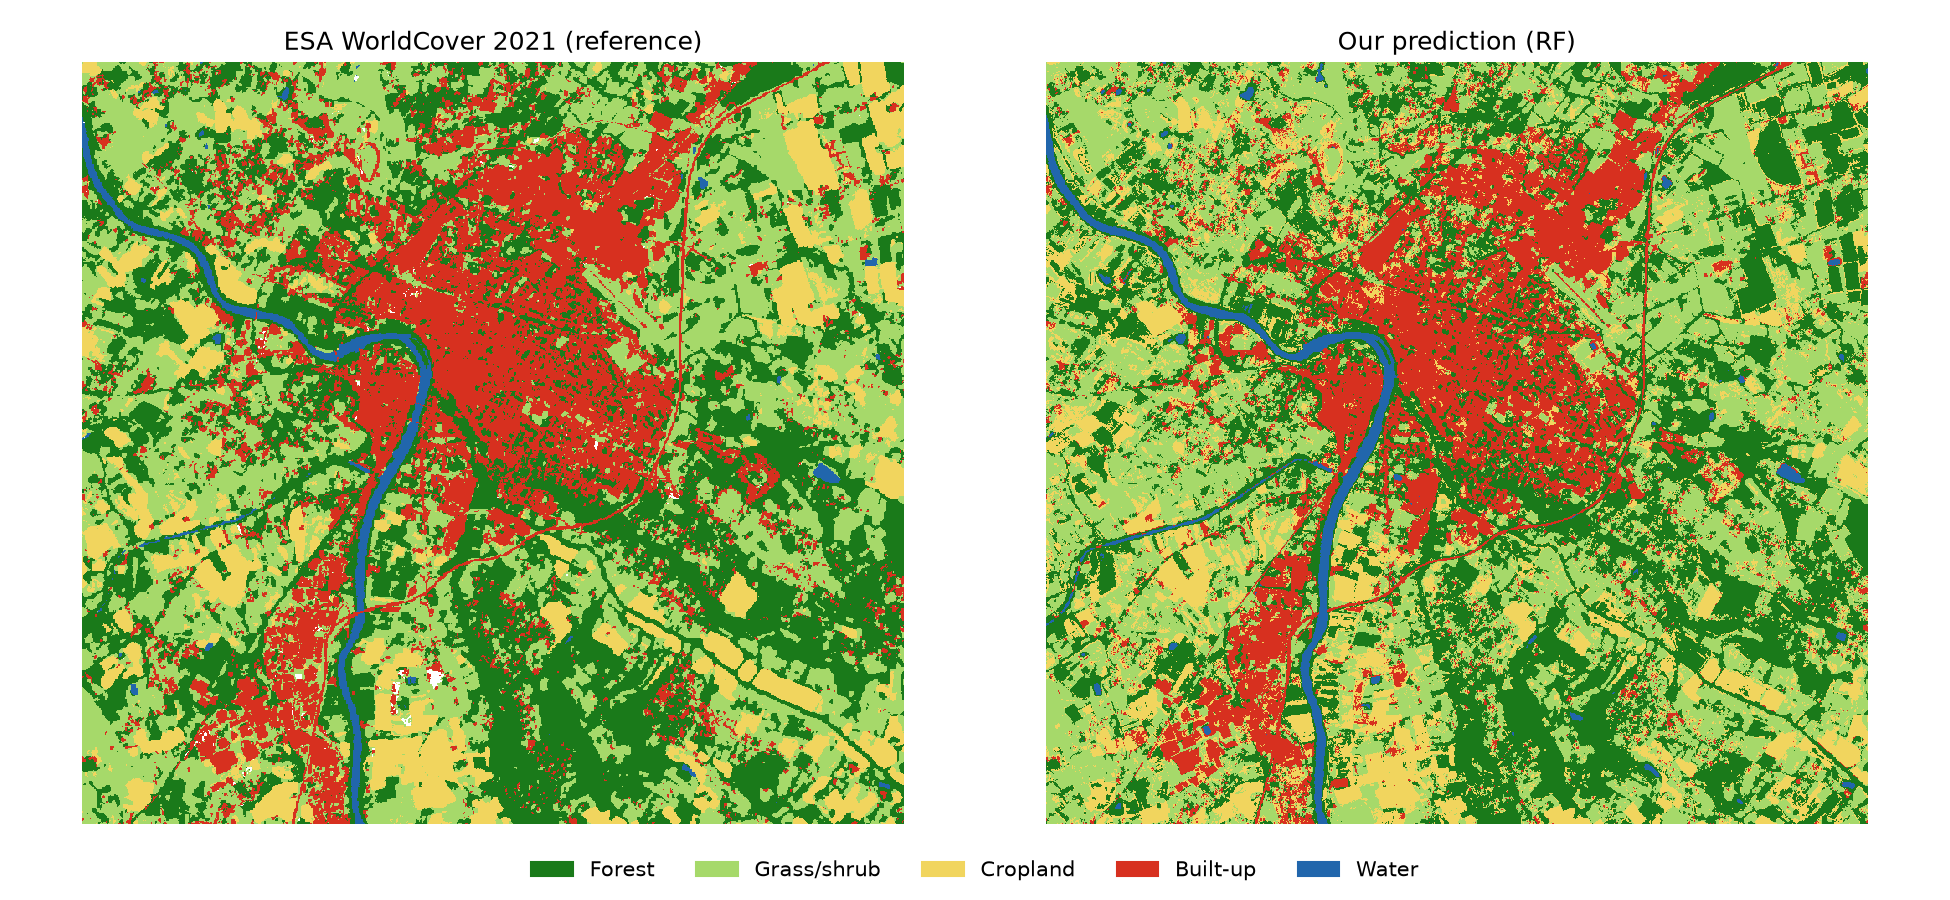 ESA WorldCover 2021 (reference)
Our prediction (RF)
Forest
Grass/shrub
Cropland
Built-up
Water